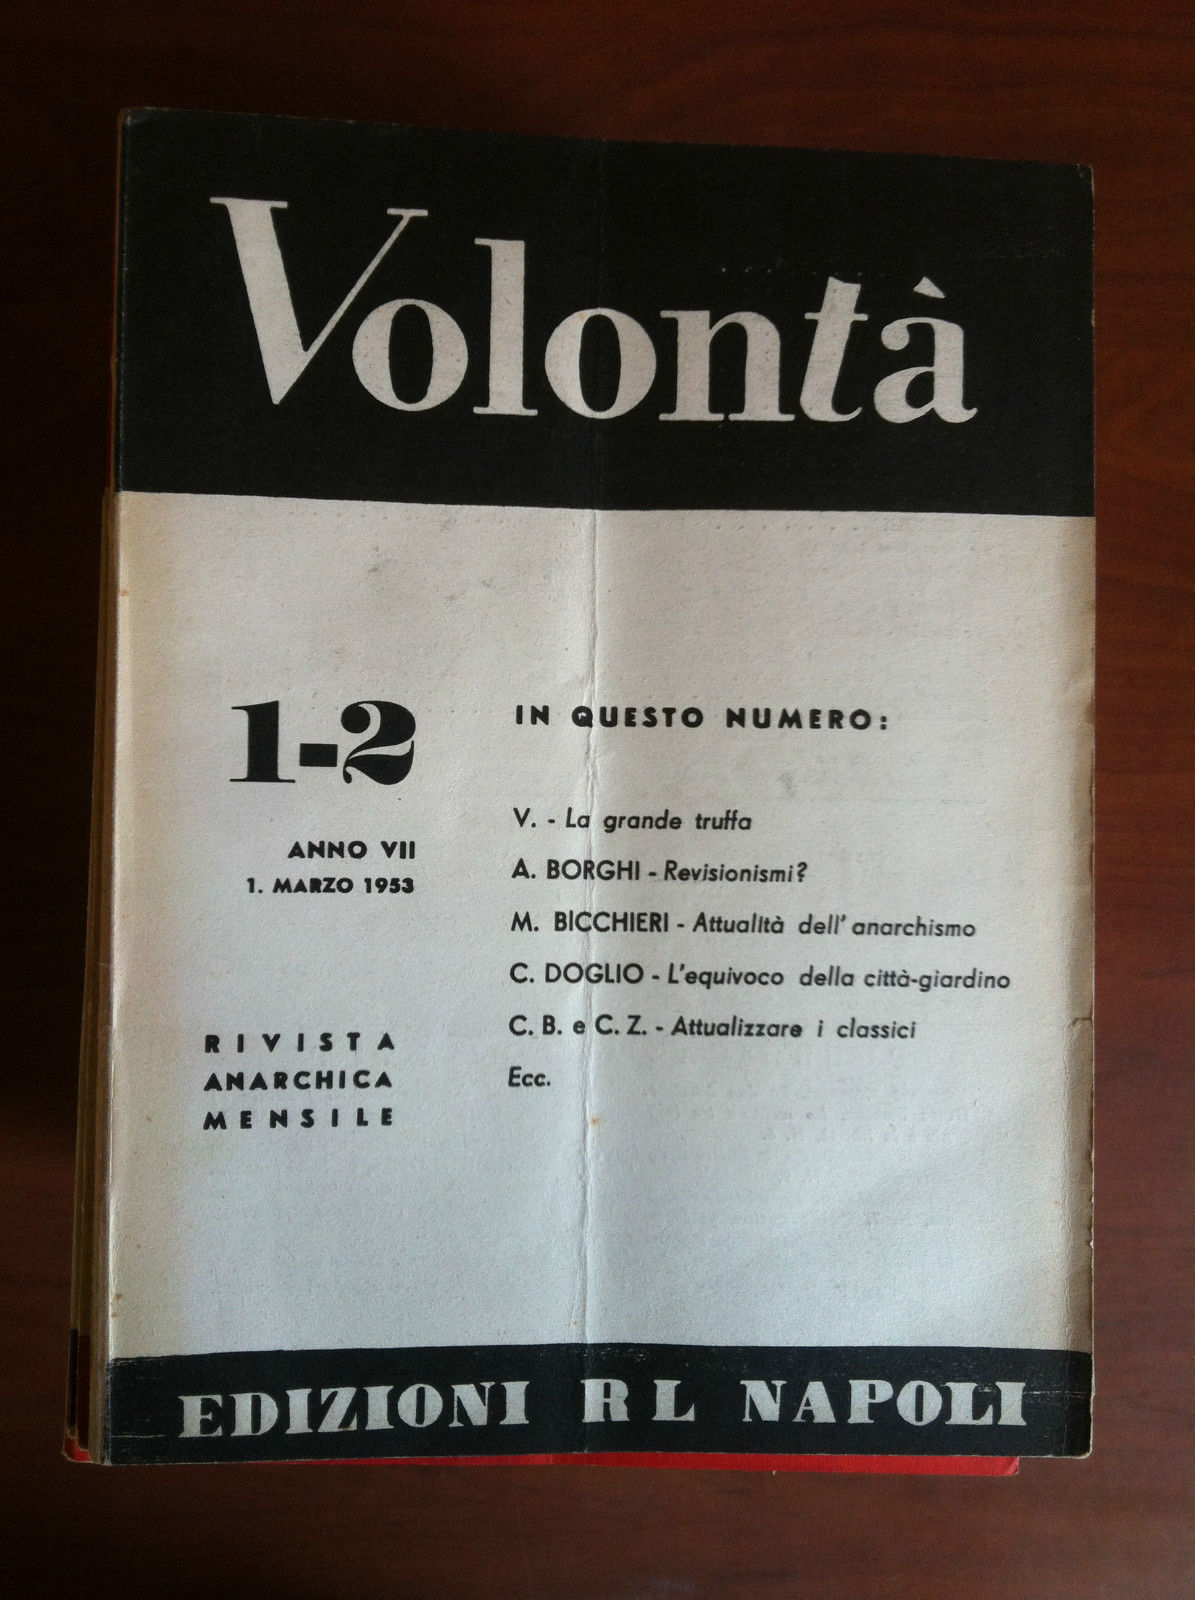 Volontà
1-2
ANNO VII
1. MARZO 1953
RIVISTA
ANARCHICA
MENSILE
IN QUESTO NUMERO:
V. - La grande truffa
A. BORGHI - Revisionismi?
M. BICCHIERI - Attualità dell'anarchismo
C. DOGLIO - L'equivoco della città-giardino
C. B. e C. Z. - Attualizzare i classici
Ecc.
EDIZIONI RL NAPOLI